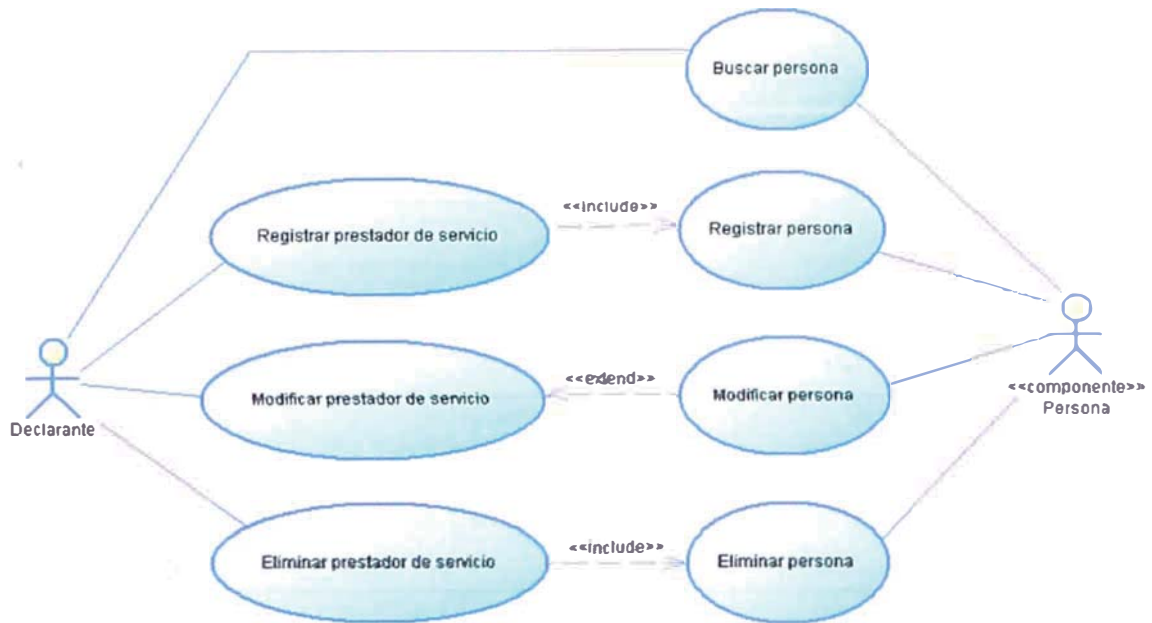 Buscar persona
<<include>>
Registrar prestador de servicio
Registrar persona
<<extend>>
Modificar prestador de servicio
Modificar persona
<<componente>>
Persona
Declarante
<<include>>
Eliminar prestador de servicio
Eliminar persona